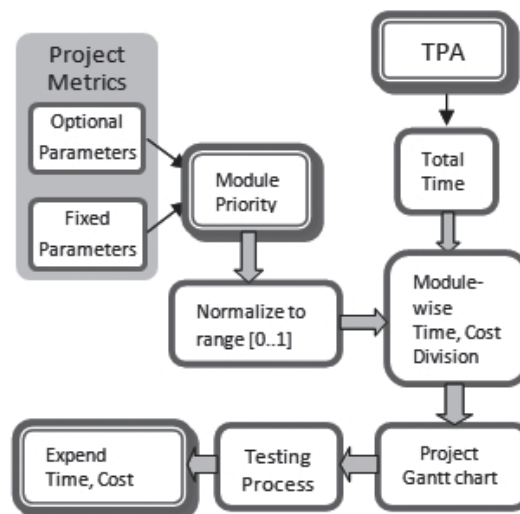 Project
Metrics
Optional
Parameters
Fixed
Parameters
Module
Priority
Normalize to
range [0..1]
TPA
Total
Time
Module-
wise
Time, Cost
Division
Project
Gantt chart
Testing
Process
Expend
Time, Cost